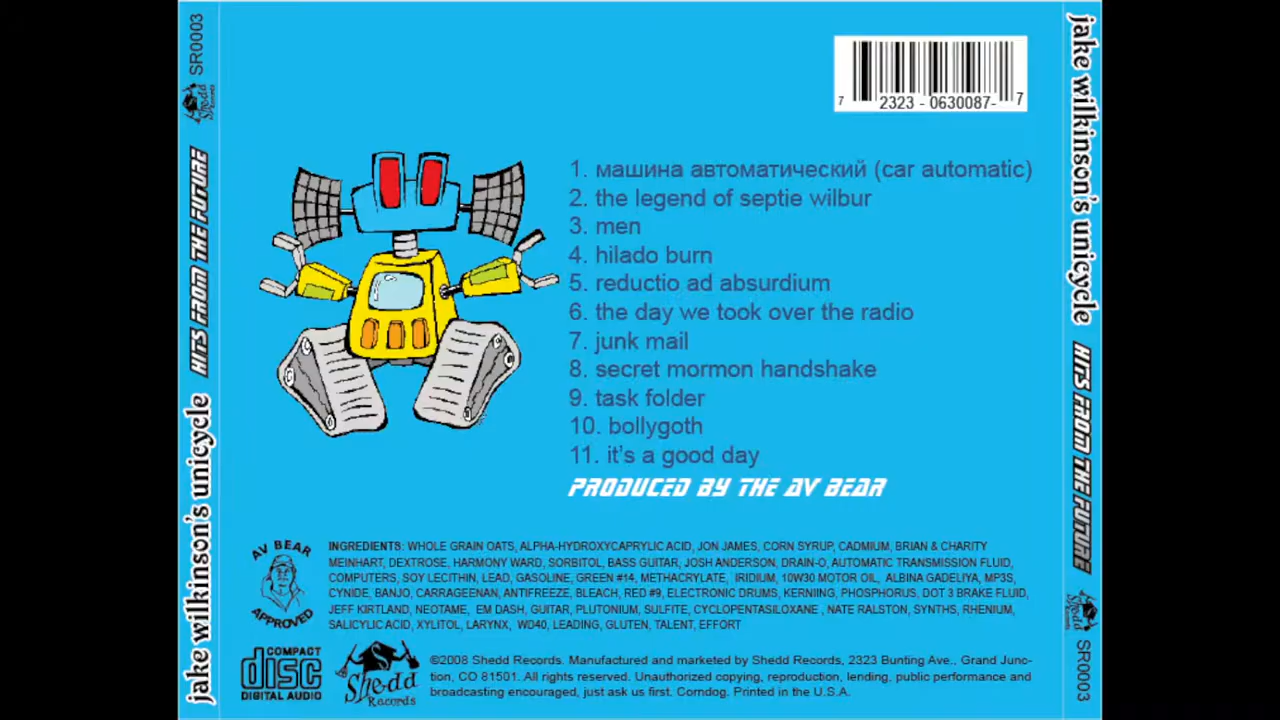 SR0003
Shedd Records
HITS FROM THE FUTURE
jake wilkinson's unicycle
7 2323 - 0630087- 7
1. машина автоматический (car automatic)
2. the legend of septie wilbur
3. men
4. hilado burn
5. reductio ad absurdium
6. the day we took over the radio
7. junk mail
8. secret mormon handshake
9. task folder
10. bollygoth
11. it's a good day
PRODUCED BY THE AV BEAR
AV BEAR
APPROVED
INGREDIENTS: WHOLE GRAIN OATS, ALPHA-HYDROXYCAPRYLIC ACID, JON JAMES, CORN SYRUP, CADMIUM, BRIAN & CHARITY
MEINHART, DEXTROSE, HARMONY WARD, SORBITOL, BASS GUITAR, JOSH ANDERSON, DRAIN-O, AUTOMATIC TRANSMISSION FLUID,
COMPUTERS, SOY LECITHIN, LEAD, GASOLINE, GREEN #14, METHACRYLATE, IRIDIUM, 10W30 MOTOR OIL, ALBINA GADELIYA, MP3S,
CYNIDE, BANJO, CARRAGEENAN, ANTIFREEZE, BLEACH, RED #9, ELECTRONIC DRUMS, KERNIING, PHOSPHORUS, DOT 3 BRAKE FLUID,
JEFF KIRTLAND, NEOTAME, EM DASH, GUITAR, PLUTONIUM, SULFITE, CYCLOPENTASILOXANE , NATE RALSTON, SYNTHS, RHENIUM,
SALICYLIC ACID, XYLITOL, LARYNX, WD40, LEADING, GLUTEN, TALENT, EFFORT
COMPACT
disc
DIGITAL AUDIO
Shedd
Records
©2008 Shedd Records. Manufactured and marketed by Shedd Records, 2323 Bunting Ave., Grand Junc-
tion, CO 81501. All rights reserved. Unauthorized copying, reproduction, lending, public performance and
broadcasting encouraged, just ask us first. Corndog. Printed in the U.S.A.
jake wilkinson's unicycle
HITS FROM THE FUTURE
Shedd Records
SR0003